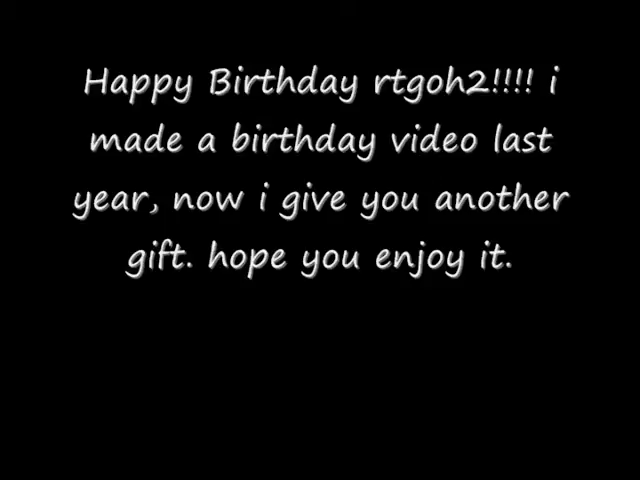 Happy Birthday rtgoh2!!!! i
made a birthday video last
year, now i give you another
gift. hope you enjoy it.